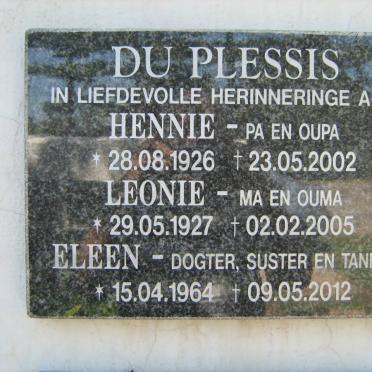 DU PLESSIS
IN LIEFDEVOLLE HERINNERINGE A
HENNIE - PA EN OUPA
* 28.08.1926 † 23.05.2002
LEONIE - MA EN OUMA
* 29.05.1927 † 02.02.2005
ELEEN - DOGTER, SUSTER EN TAN
* 15.04.1964 † 09.05.2012